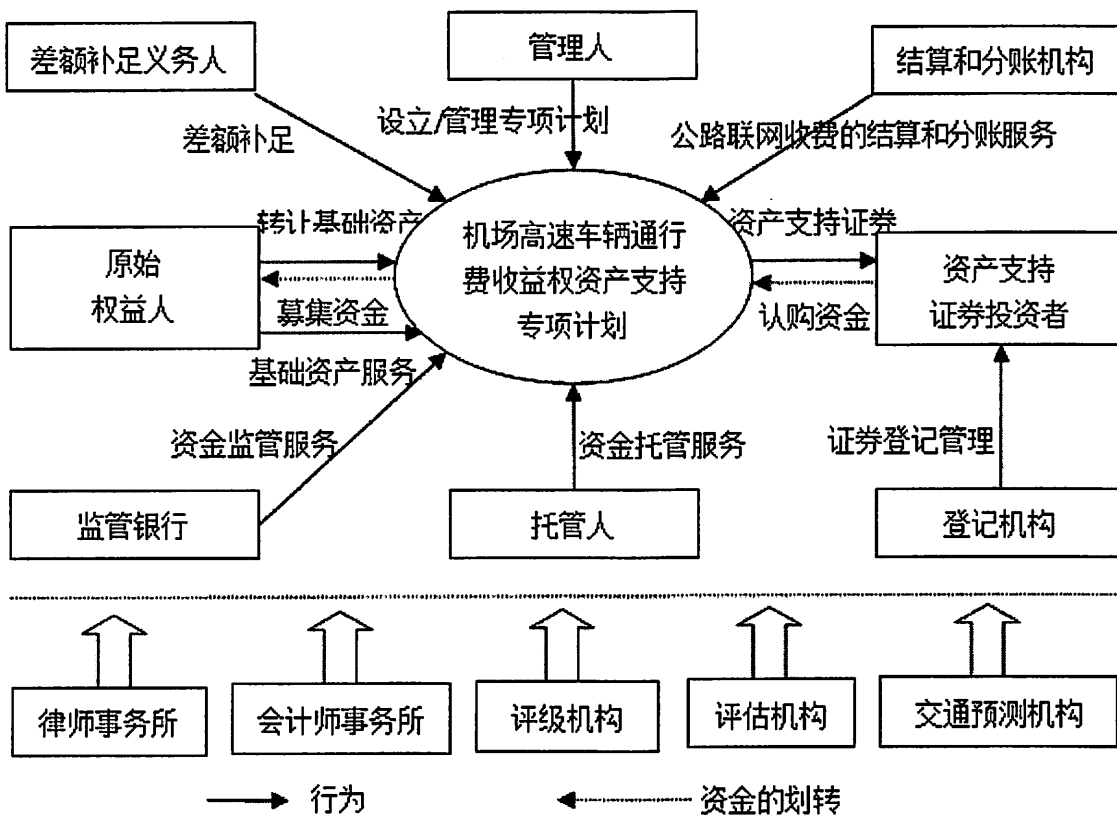 差额补足义务人
管理人
结算和分账机构
差额补足
设立/管理专项计划
公路联网收费的结算和分账服务
转让基础资产
机场高速车辆通行
费收益权资产支持
专项计划
资产支持证券
原始
权益人
资产支持
证券投资者
募集资金
认购资金
基础资产服务
资金监管服务
资金托管服务
证券登记管理
监管银行
托管人
登记机构
律师事务所
会计师事务所
评级机构
评估机构
交通预测机构
行为
资金的划转